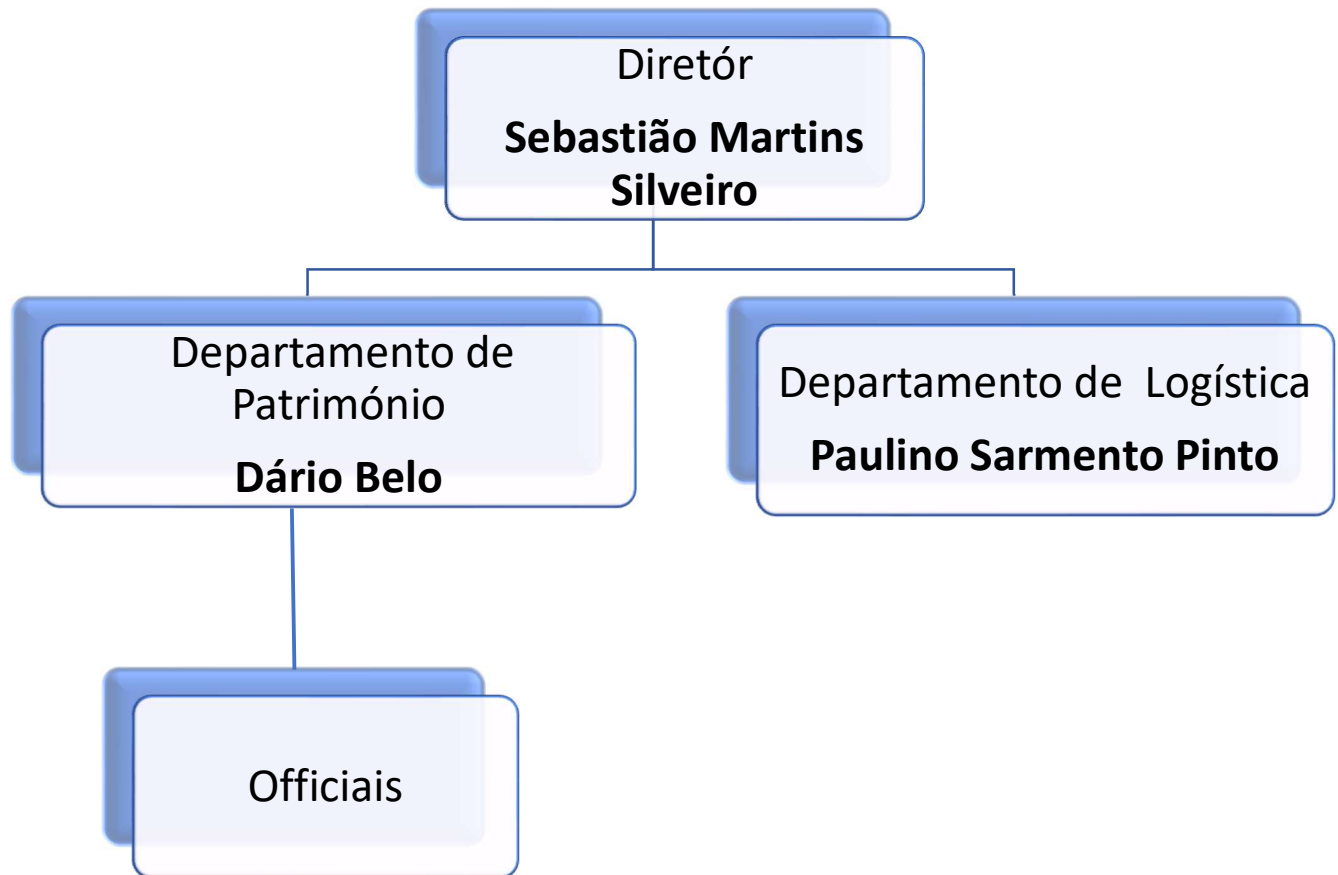 Diretór
Sebastião Martins
Silveiro
Departamento de
Património
Dário Belo
Departamento de  Logística
Paulino Sarmento Pinto
Officiais